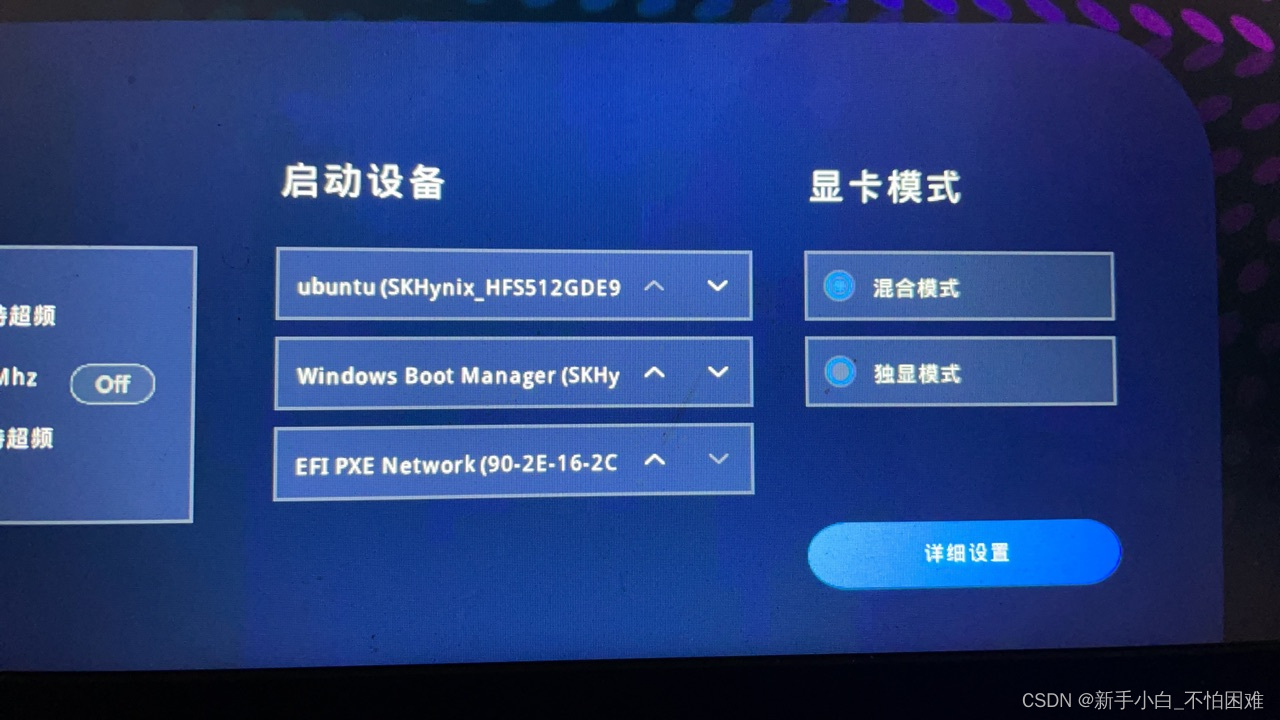 启动设备
显卡模式
ubuntu (SKHynix_HFS512GDE9
混合模式
持超频
Windows Boot Manager (SKHy
独显模式
Mhz
Off
持超频
EFI PXE Network (90-2E-16-2C
详细设置
CSDN @新手小白_不怕困难